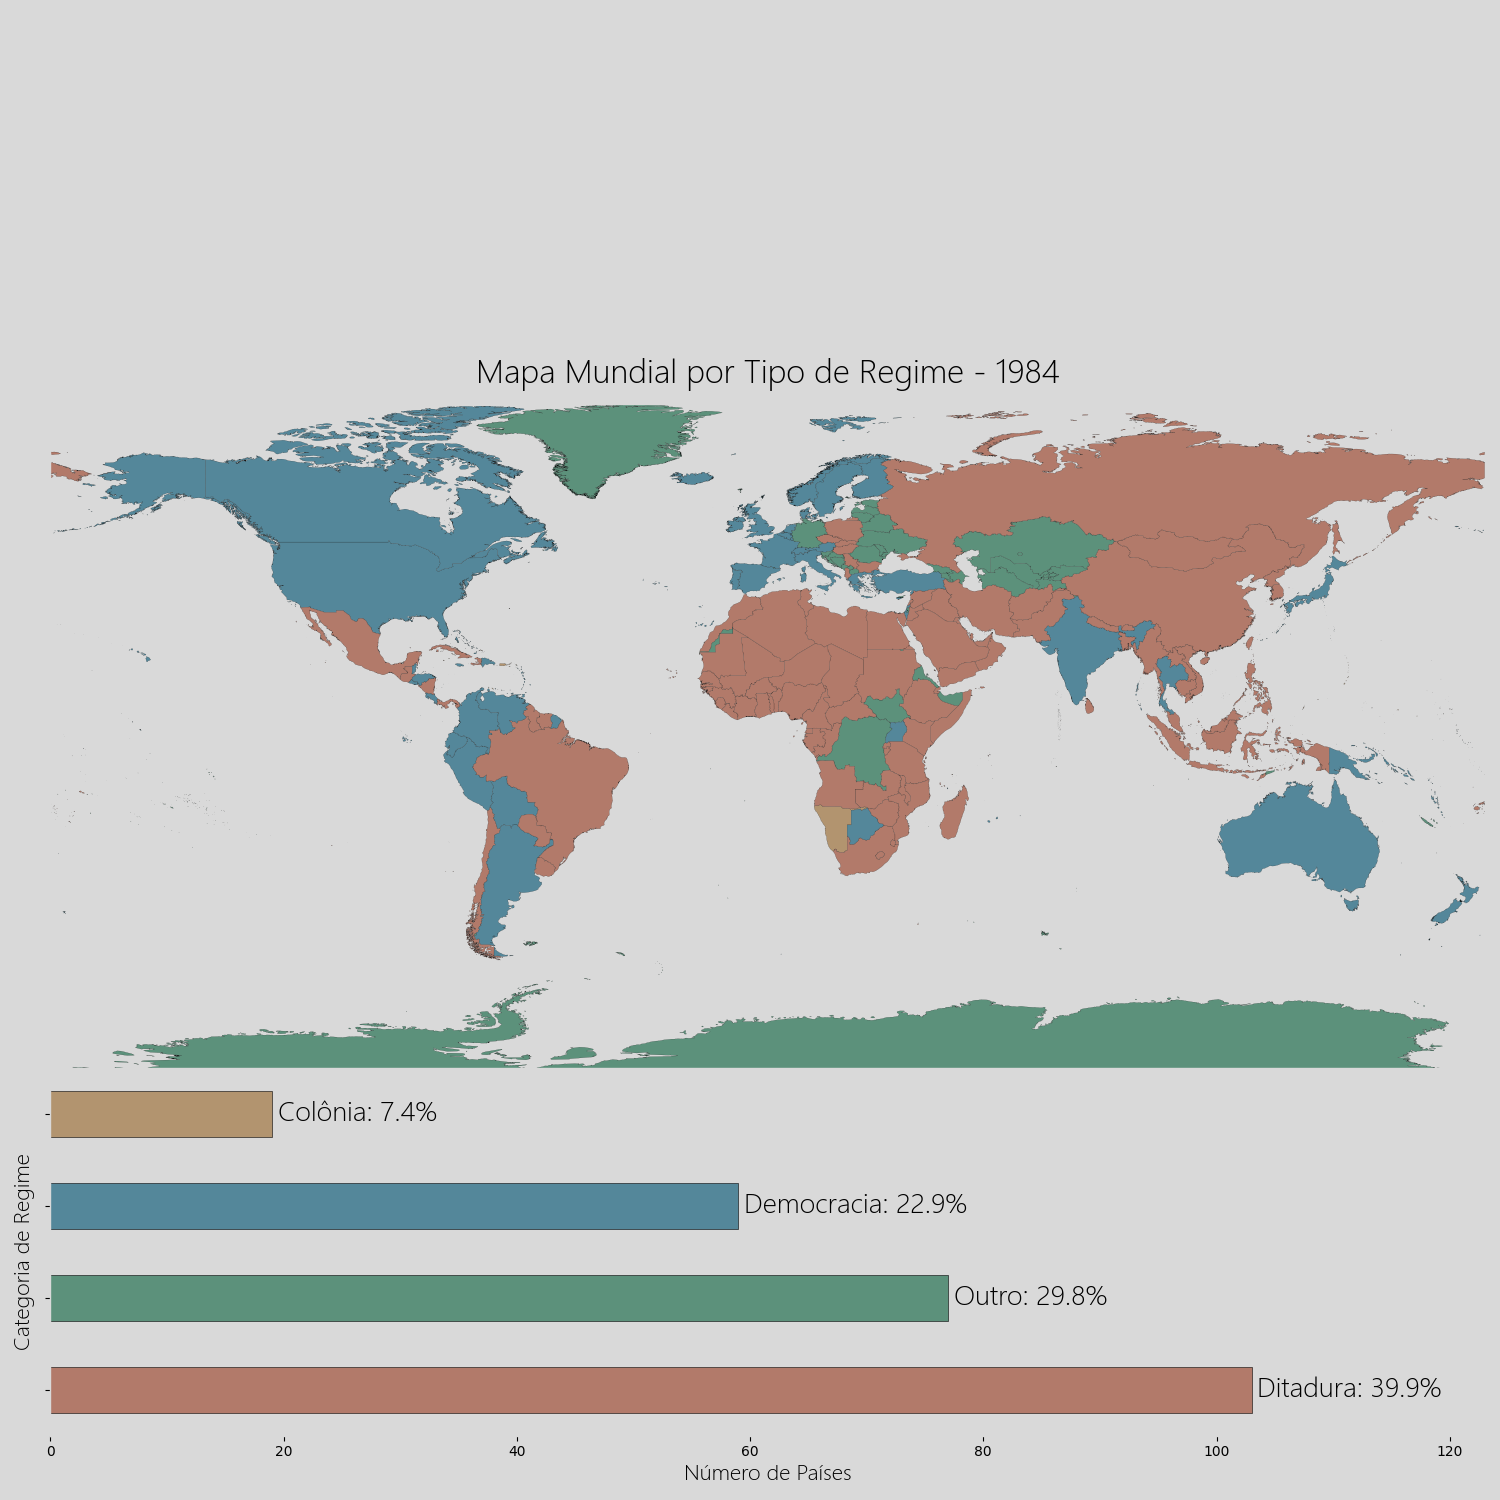 Mapa Mundial por Tipo de Regime - 1984
Colônia: 7.4%
Democracia: 22.9%
Outro: 29.8%
Ditadura: 39.9%
Categoria de Regime
0 20 40 60 80 100 120
Número de Países